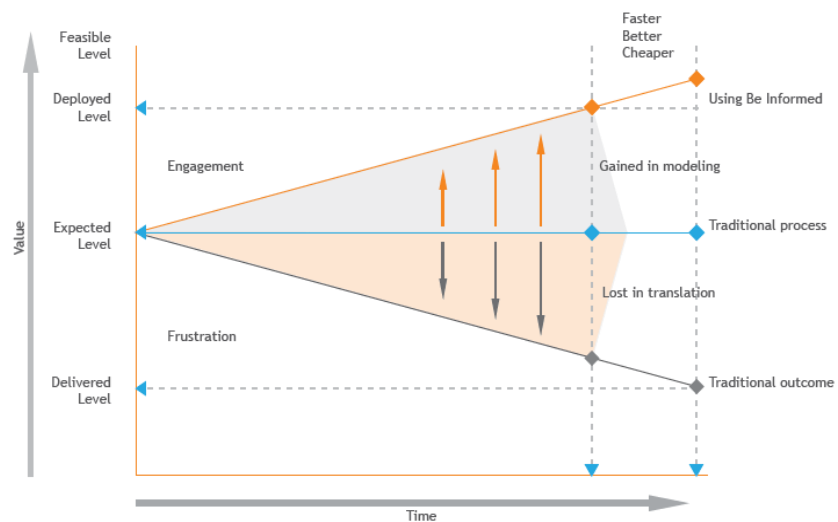 Faster
Better
Cheaper
Feasible
Level
Deployed
Level
Using Be Informed
Engagement
Gained in modeling
Expected
Level
Traditional process
Value
Lost in translation
Frustration
Delivered
Level
Traditional outcome
Time